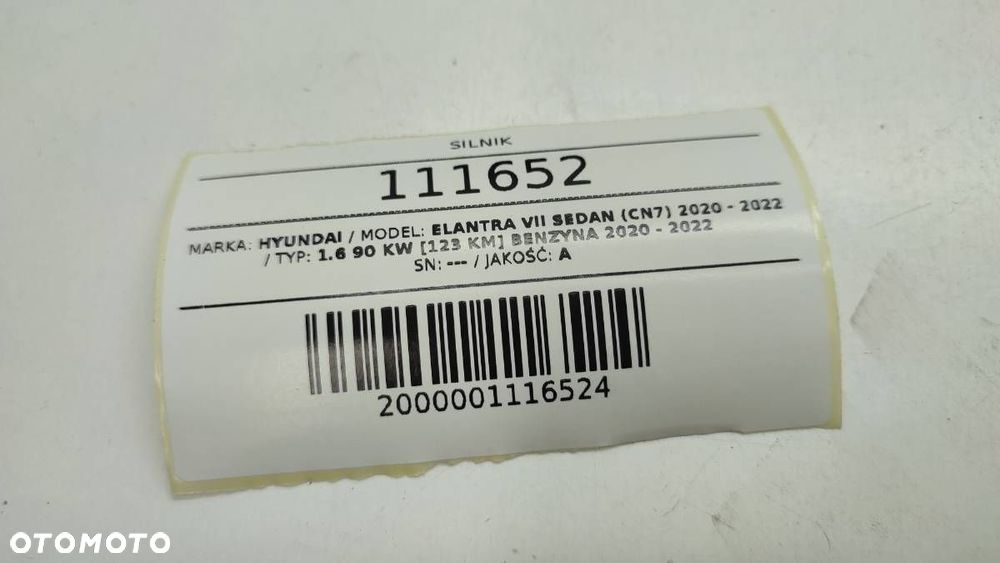 SILNIK
111652
MARKA: HYUNDAI / MODEL: ELANTRA VII SEDAN (CN7) 2020 - 2022
/ TYP: 1.6 90 KW [123 KM] BENZYNA 2020 - 2022
SN: --- / JAKOŚĆ: A
2000001116524
OTOMOTO